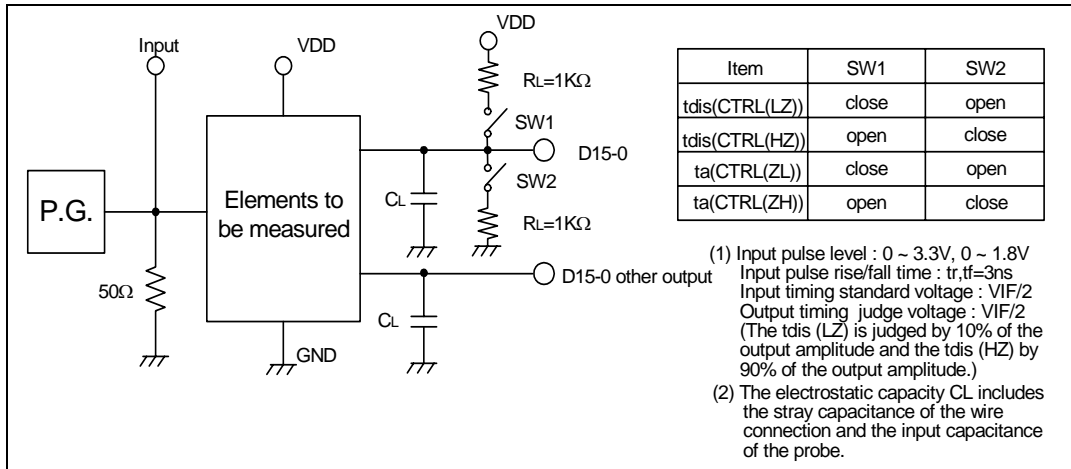 Input
VDD
VDD
RL=1KΩ
SW1
D15-0
SW2
CL
RL=1KΩ
P.G.
Elements to
be measured
50Ω
D15-0 other output
CL
GND
Item SW1 SW2
tdis(CTRL(LZ)) close open
tdis(CTRL(HZ)) open close
ta(CTRL(ZL)) close open
ta(CTRL(ZH)) open close
(1) Input pulse level : 0 ~ 3.3V, 0 ~ 1.8V
Input pulse rise/fall time : tr,tf=3ns
Input timing standard voltage : VIF/2
Output timing judge voltage : VIF/2
(The tdis (LZ) is judged by 10% of the
output amplitude and the tdis (HZ) by
90% of the output amplitude.)
(2) The electrostatic capacity CL includes
the stray capacitance of the wire
connection and the input capacitance
of the probe.